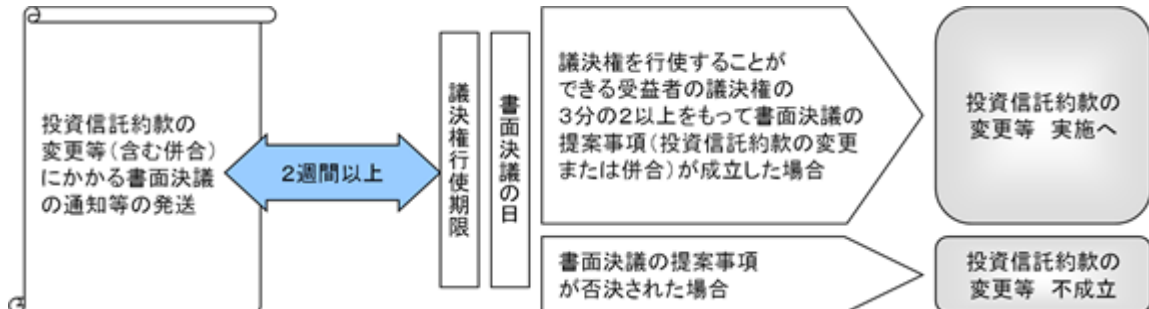 投資信託約款の
変更等（含む併合）
にかかる書面決議
の通知等の発送
2週間以上
議決権行使期限
書面決議の日
議決権を行使することが
できる受益者の議決権の
３分の２以上をもって書面決議の
提案事項（投資信託約款の変更
または併合）が成立した場合
投資信託約款の
変更等　実施へ
書面決議の提案事項
が否決された場合
投資信託約款の
変更等　不成立